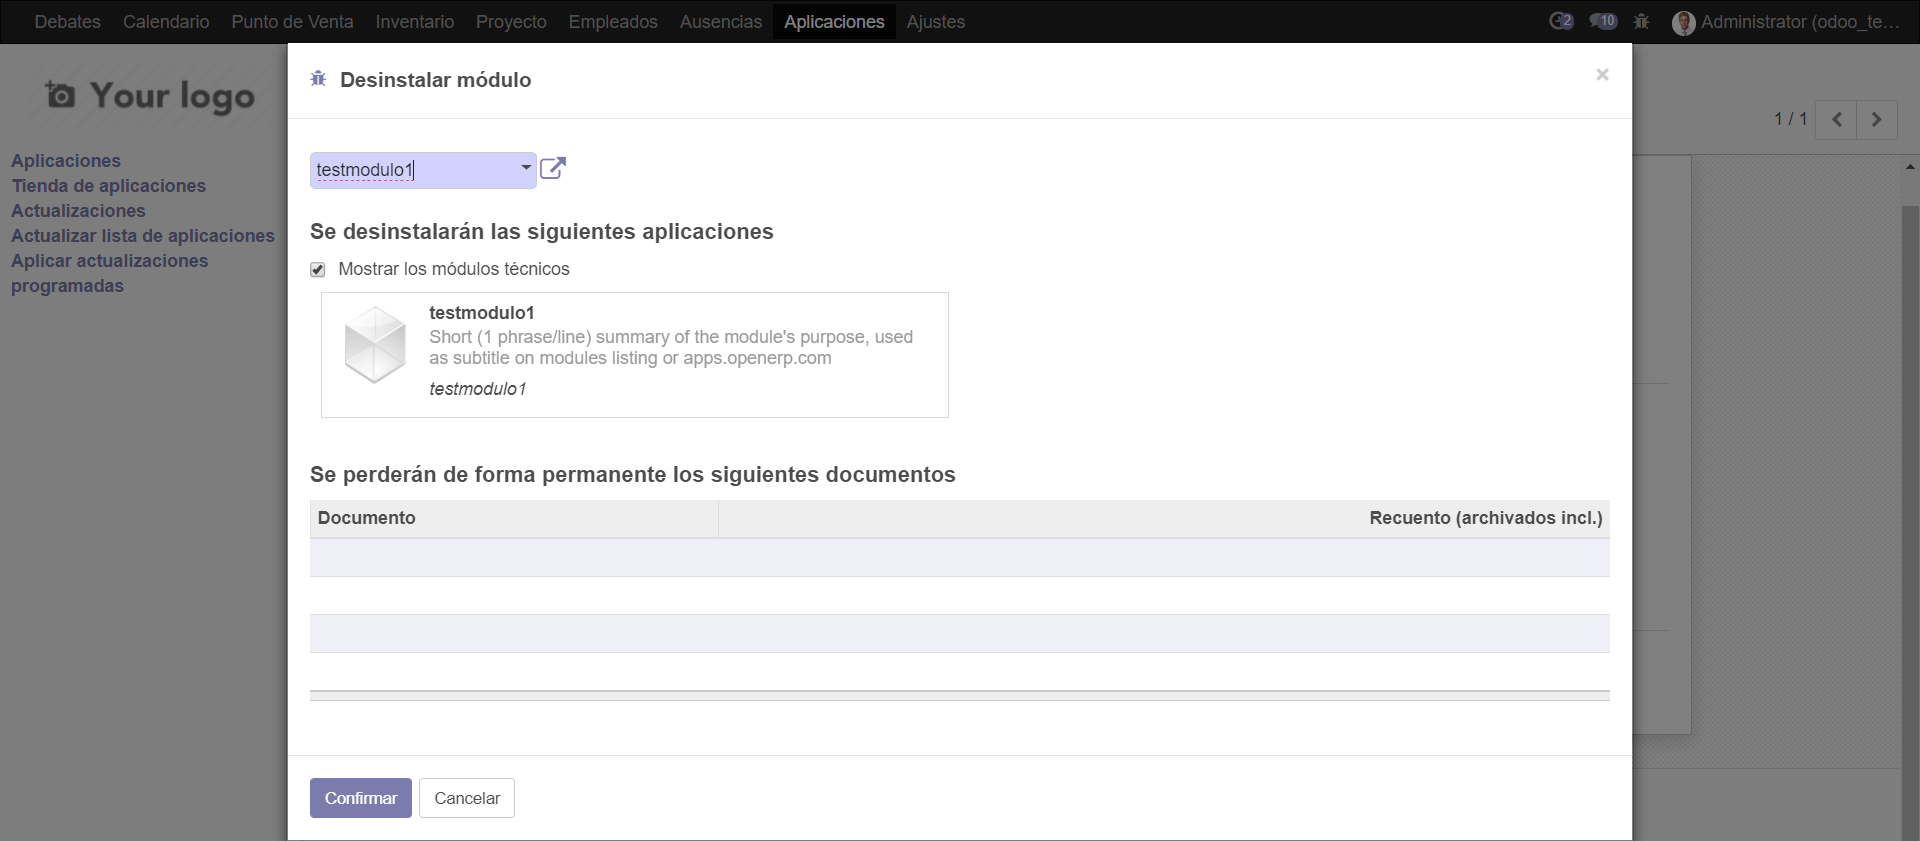 Debates Calendario Punto de Venta Inventario Proyecto Empleados Ausencias Aplicaciones Ajustes 2 10 Administrator (odoo_te...
Desinstalar módulo ×
Your logo
1 / 1
Aplicaciones
Tienda de aplicaciones
Actualizaciones
Actualizar lista de aplicaciones
Aplicar actualizaciones
programadas
testmodulo1
Se desinstalarán las siguientes aplicaciones
Mostrar los módulos técnicos
testmodulo1
Short (1 phrase/line) summary of the module's purpose, used
as subtitle on modules listing or apps.openerp.com
testmodulo1
Se perderán de forma permanente los siguientes documentos
Documento Recuento (archivados incl.)
Confirmar Cancelar